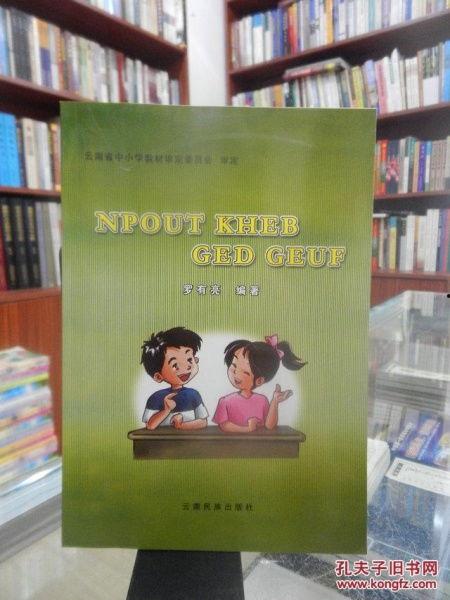 云南省中小学教材审定委员会 审定
NPOUT KHEB
GED GEUF
罗有亮 编著
云南民族出版社
孔夫子旧书网
www.kongfz.com